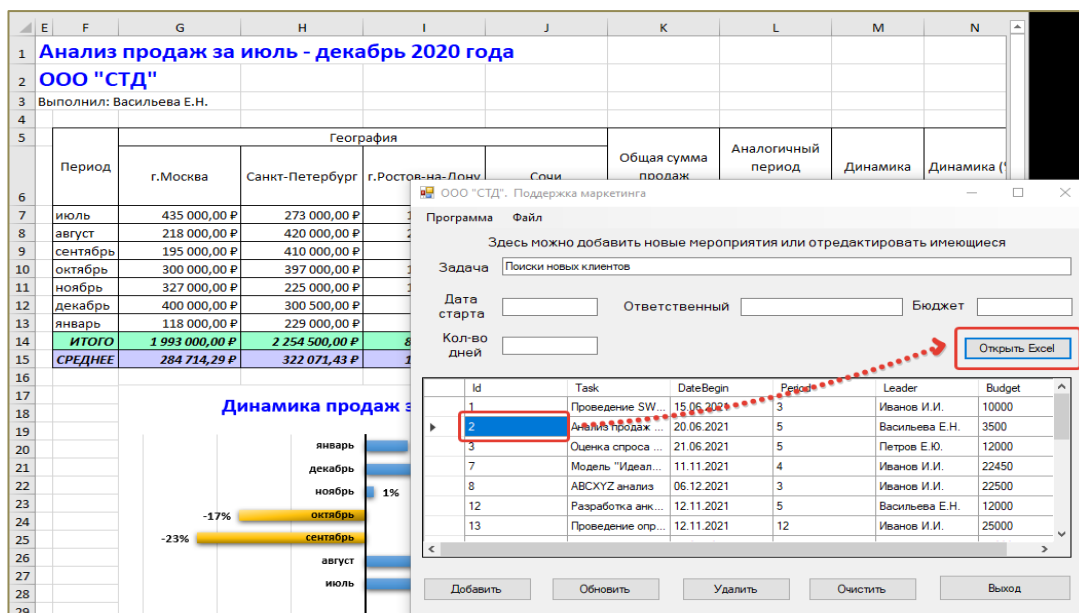 E F G H I J K L M N
1 Анализ продаж за июль - декабрь 2020 года
2 ООО "СТД"
3 Выполнил: Васильева Е.Н.
4
5 География
6 Период г.Москва Санкт-Петербург г.Ростов-на-Дону Сочи Общая сумма продаж Аналогичный период Динамика Динамика (
7 июль 435 000,00 ₽ 273 000,00 ₽
8 август 218 000,00 ₽ 420 000,00 ₽
9 сентябрь 195 000,00 ₽ 410 000,00 ₽
10 октябрь 300 000,00 ₽ 397 000,00 ₽
11 ноябрь 327 000,00 ₽ 225 000,00 ₽
12 декабрь 400 000,00 ₽ 300 500,00 ₽
13 январь 118 000,00 ₽ 229 000,00 ₽
14 ИТОГО 1 993 000,00 ₽ 2 254 500,00 ₽ 8
15 СРЕДНЕЕ 284 714,29 ₽ 322 071,43 ₽ 1
16
17
18 Динамика продаж з
19
20 январь
21 декабрь
22 ноябрь 1%
23 -17% октябрь
24
25 -23% сентябрь
26 август
27 июль
28
29
ООО "СТД". Поддержка маркетинга
Программа Файл
Здесь можно добавить новые мероприятия или отредактировать имеющиеся
Задача Поиски новых клиентов
Дата старта Ответственный Бюджет
Кол-во дней
Открыть Excel
Id Task DateBegin Period Leader Budget
1 Проведение SW... 15.06.2021 3 Иванов И.И. 10000
2 Анализ продаж ... 20.06.2021 5 Васильева Е.Н. 3500
3 Оценка спроса ... 21.06.2021 5 Петров Е.Ю. 12000
7 Модель "Идеал... 11.11.2021 4 Иванов И.И. 22450
8 ABCXYZ анализ 06.12.2021 3 Иванов И.И. 22500
12 Разработка анк... 12.11.2021 5 Васильева Е.Н. 12000
13 Проведение опр... 12.11.2021 12 Иванов И.И. 25000
Добавить Обновить Удалить Очистить Выход